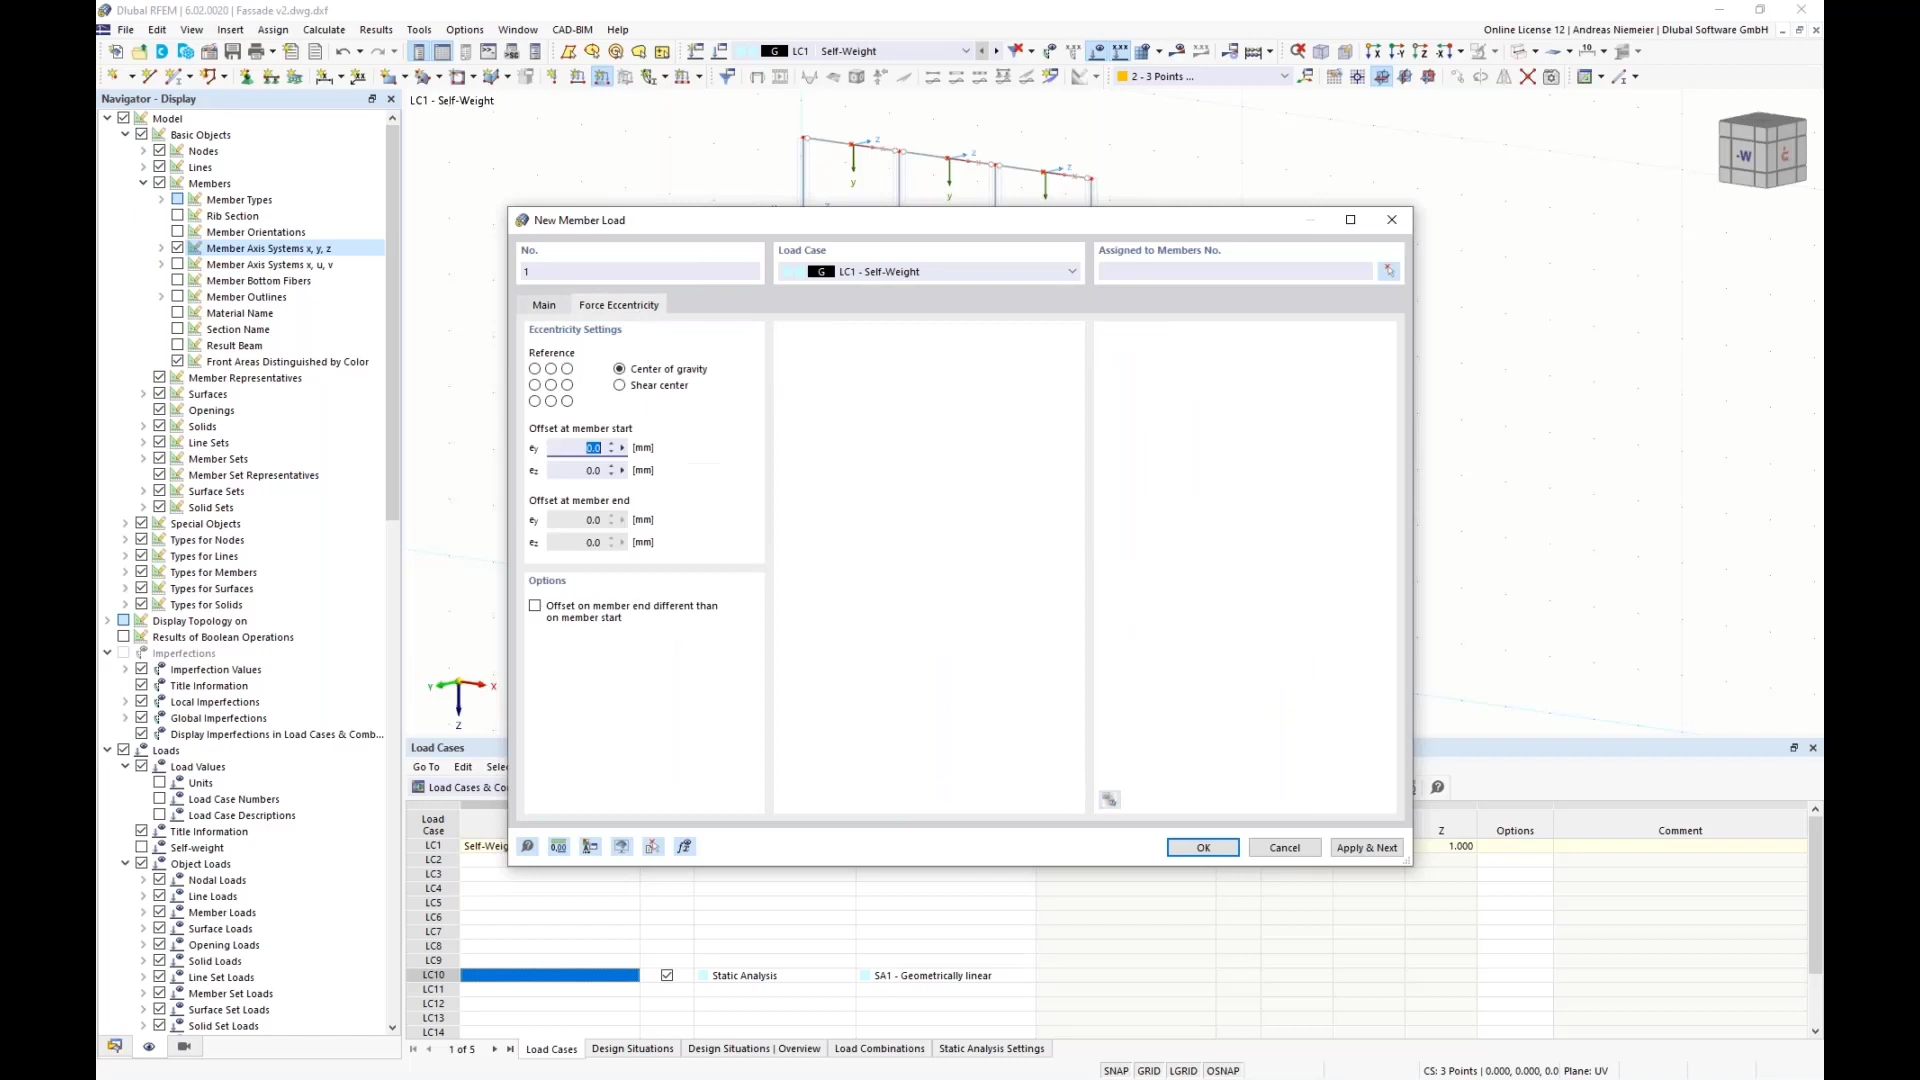 Dlubal RFEM | 6.02.0020 | Fassade v2.dwg.dxf
File Edit View Insert Assign Calculate Results Tools Options Window CAD-BIM Help
Online License 12 | Andreas Niemeier | Dlubal Software GmbH
G LC1 Self-Weight
2 - 3 Points ...
Navigator - Display
Model
Basic Objects
Nodes
Lines
Members
Member Types
Rib Section
Member Orientations
Member Axis Systems x, y, z
Member Axis Systems x, u, v
Member Bottom Fibers
Member Outlines
Material Name
Section Name
Result Beam
Front Areas Distinguished by Color
Member Representatives
Surfaces
Openings
Solids
Line Sets
Member Sets
Member Set Representatives
Surface Sets
Solid Sets
Special Objects
Types for Nodes
Types for Lines
Types for Members
Types for Surfaces
Types for Solids
Display Topology on
Results of Boolean Operations
Imperfections
Imperfection Values
Title Information
Local Imperfections
Global Imperfections
Display Imperfections in Load Cases & Comb...
Loads
Load Values
Units
Load Case Numbers
Load Case Descriptions
Title Information
Self-weight
Object Loads
Nodal Loads
Line Loads
Member Loads
Surface Loads
Opening Loads
Solid Loads
Line Set Loads
Member Set Loads
Surface Set Loads
Solid Set Loads
LC1 - Self-Weight
z
z
z
y
y
-W
Y X
Z
New Member Load
No.
1
Load Case
G LC1 - Self-Weight
Assigned to Members No.
Main Force Eccentricity
Eccentricity Settings
Reference
Center of gravity
Shear center
Offset at member start
ey 0.0 [mm]
ez 0.0 [mm]
Offset at member end
ey 0.0 [mm]
ez 0.0 [mm]
Options
Offset on member end different than
on member start
OK Cancel Apply & Next
Load Cases
Go To Edit Selec
Load Cases & Co
Load
Case
Z Options Comment
LC1 Self-Weig 1.000
LC2
LC3
LC4
LC5
LC6
LC7
LC8
LC9
LC10 Static Analysis SA1 - Geometrically linear
LC11
LC12
LC13
LC14
1 of 5 Load Cases Design Situations Design Situations | Overview Load Combinations Static Analysis Settings
SNAP GRID LGRID OSNAP CS: 3 Points | 0.000, 0.000, 0.0 Plane: UV